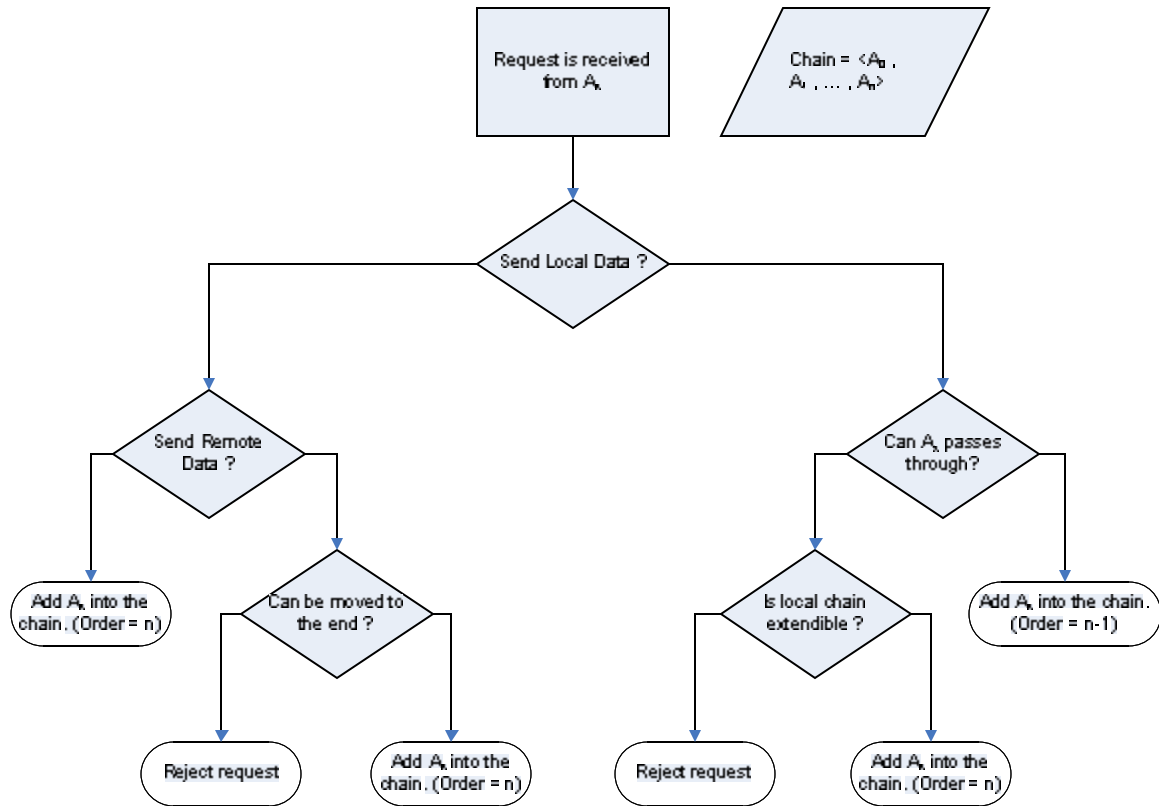 Request is received
from Aₓ
Chain = <A₀ ,
A₁ , ... , Aₙ>
Send Local Data ?
Send Remote
Data ?
Can Aₓ passes
through?
Add Aₓ into the
chain. (Order = n)
Can be moved to
the end ?
Is local chain
extendible ?
Add Aₓ into the chain.
(Order = n-1)
Reject request
Add Aₓ into the
chain. (Order = n)
Reject request
Add Aₓ into the
chain. (Order = n)